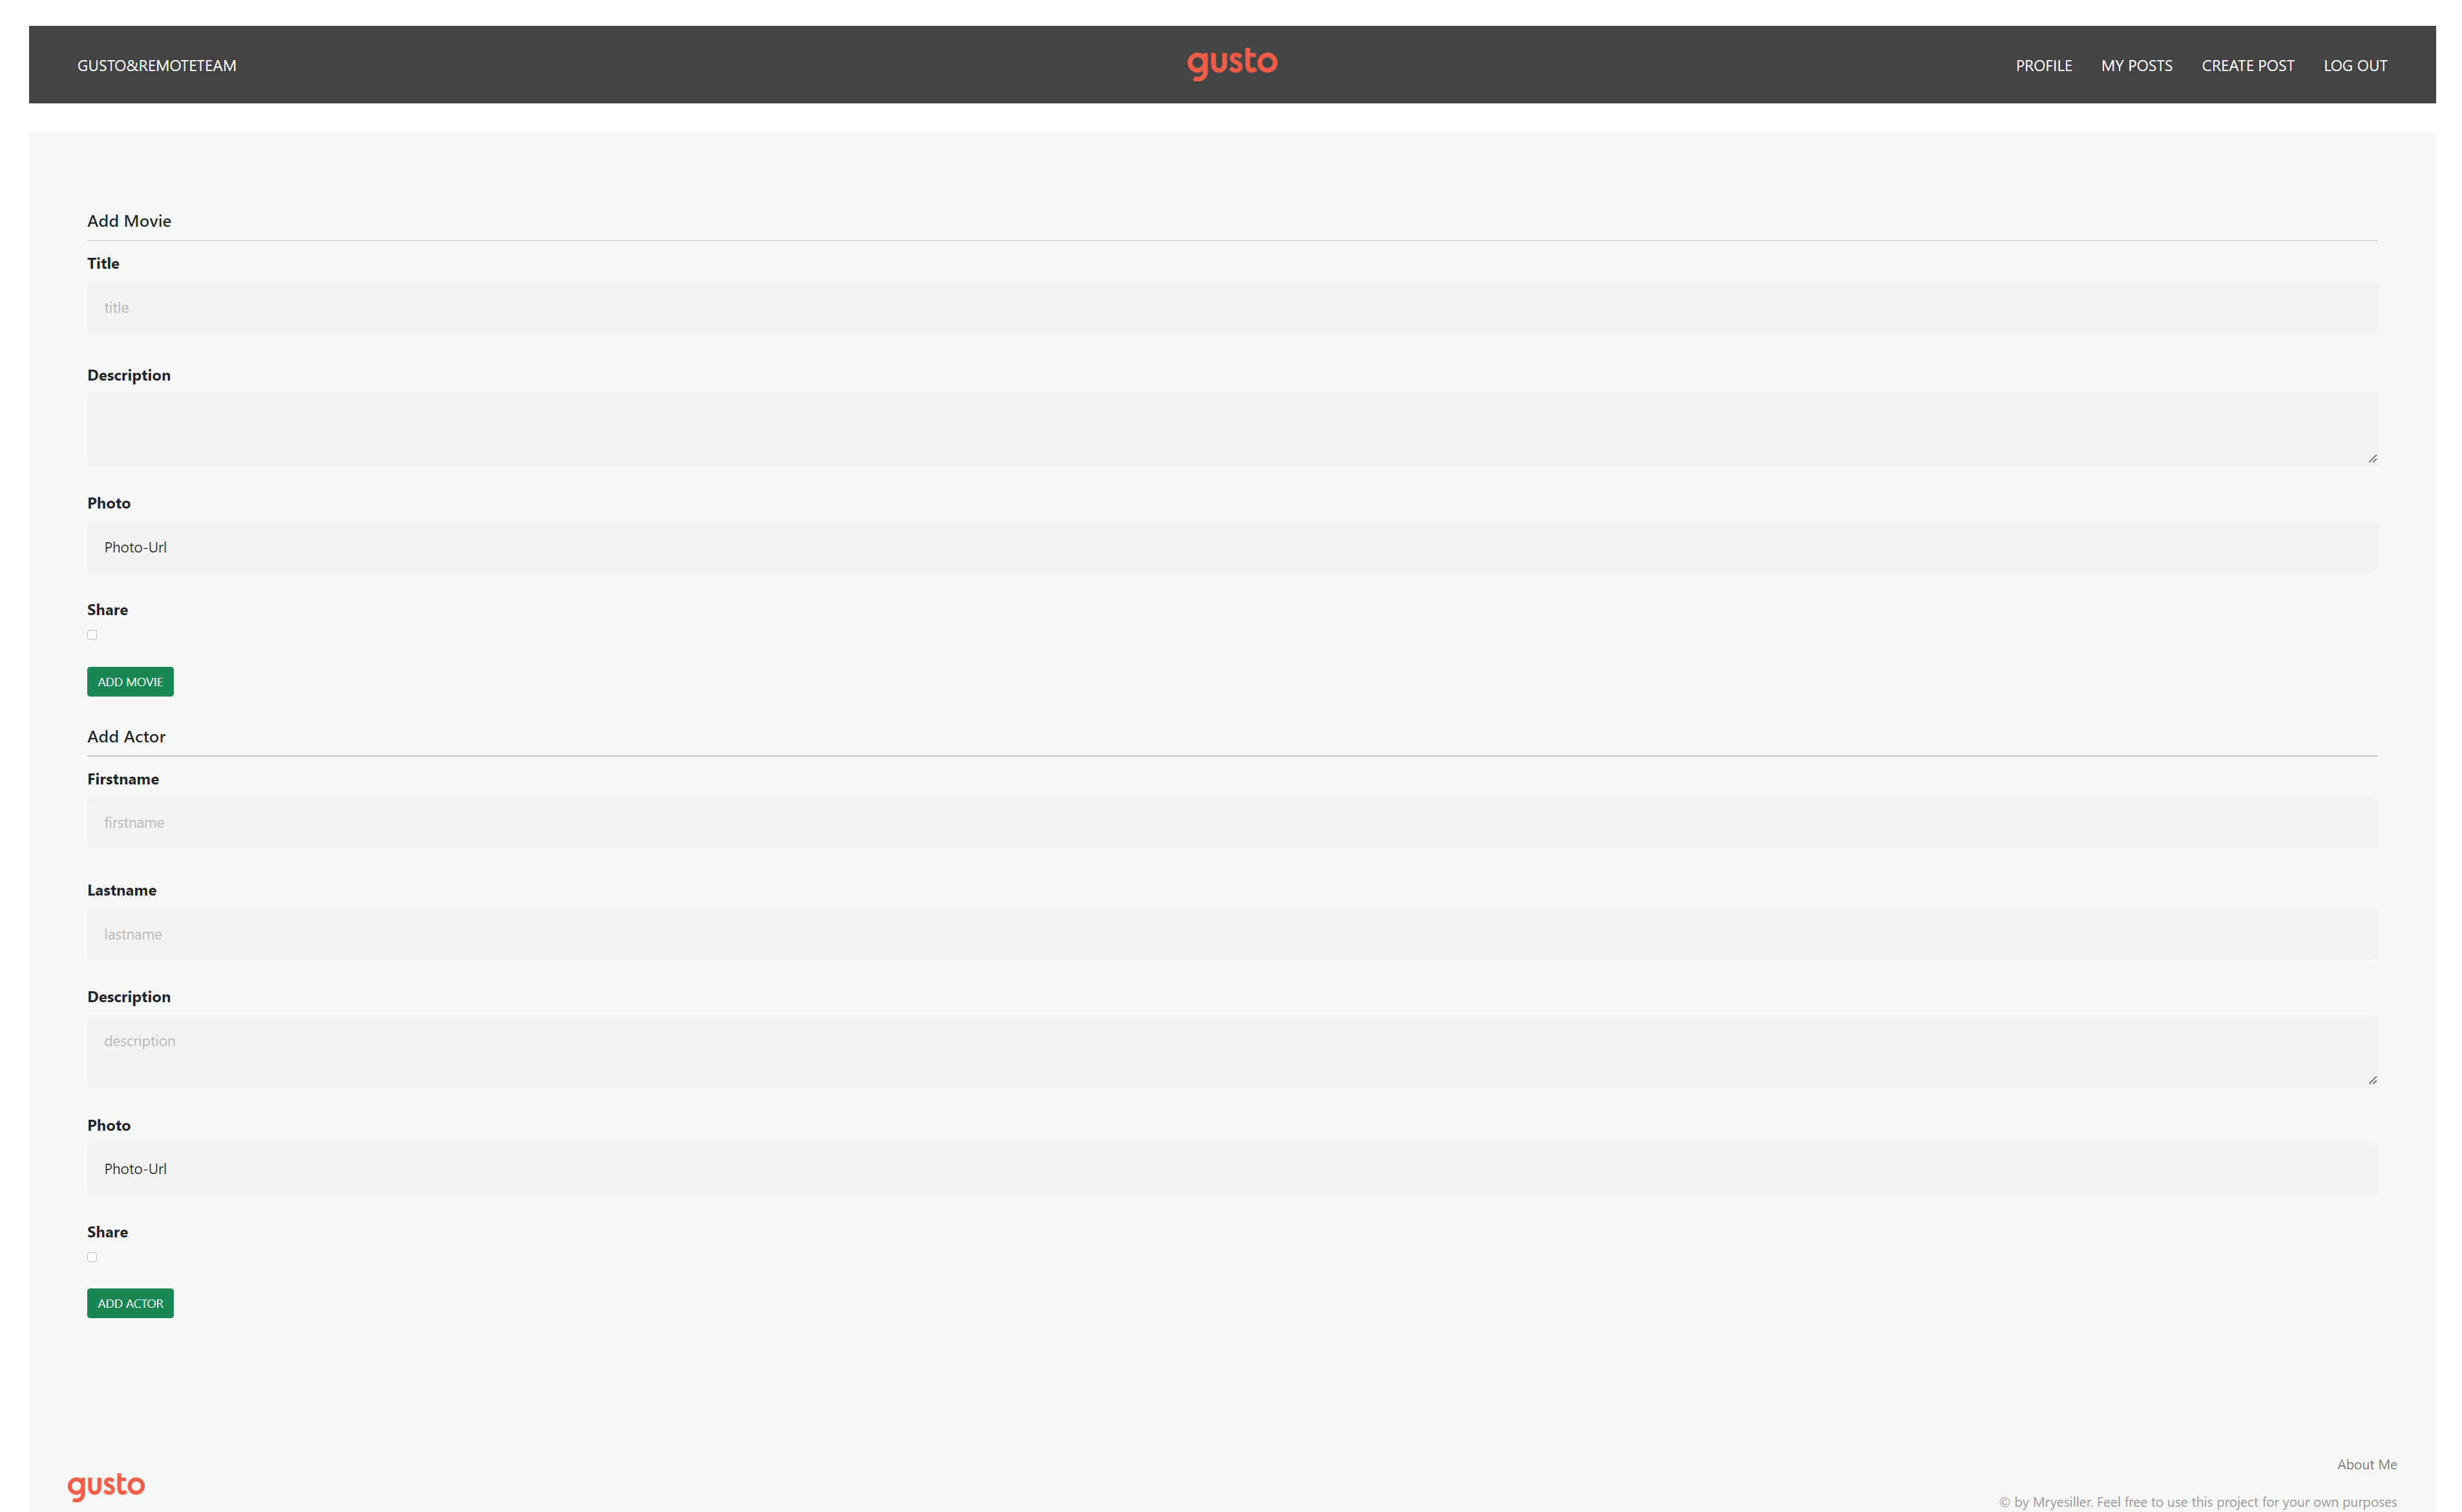 GUSTO&REMOTETEAM
gusto
PROFILE MY POSTS CREATE POST LOG OUT
Add Movie
Title
title
Description
Photo
Photo-Url
Share
ADD MOVIE
Add Actor
Firstname
firstname
Lastname
lastname
Description
description
Photo
Photo-Url
Share
ADD ACTOR
gusto
About Me
© by Mryesiller. Feel free to use this project for your own purposes